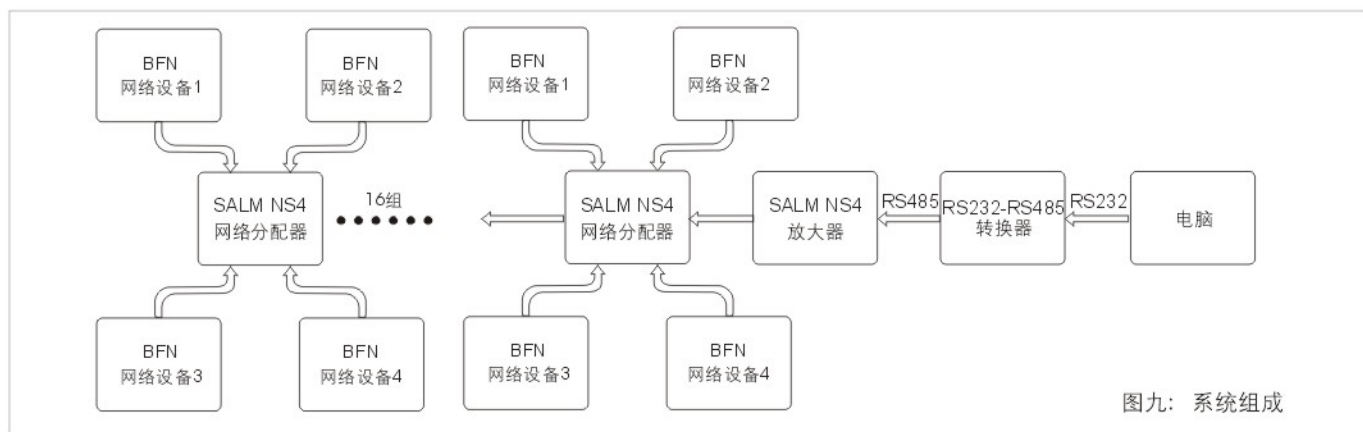 BFN
网络设备1
BFN
网络设备2
BFN
网络设备1
BFN
网络设备2
SALM NS4
网络分配器
16组
SALM NS4
网络分配器
SALM NS4
放大器
RS485
RS232-RS485
转换器
RS232
电脑
BFN
网络设备3
BFN
网络设备4
BFN
网络设备3
BFN
网络设备4
图九：系统组成